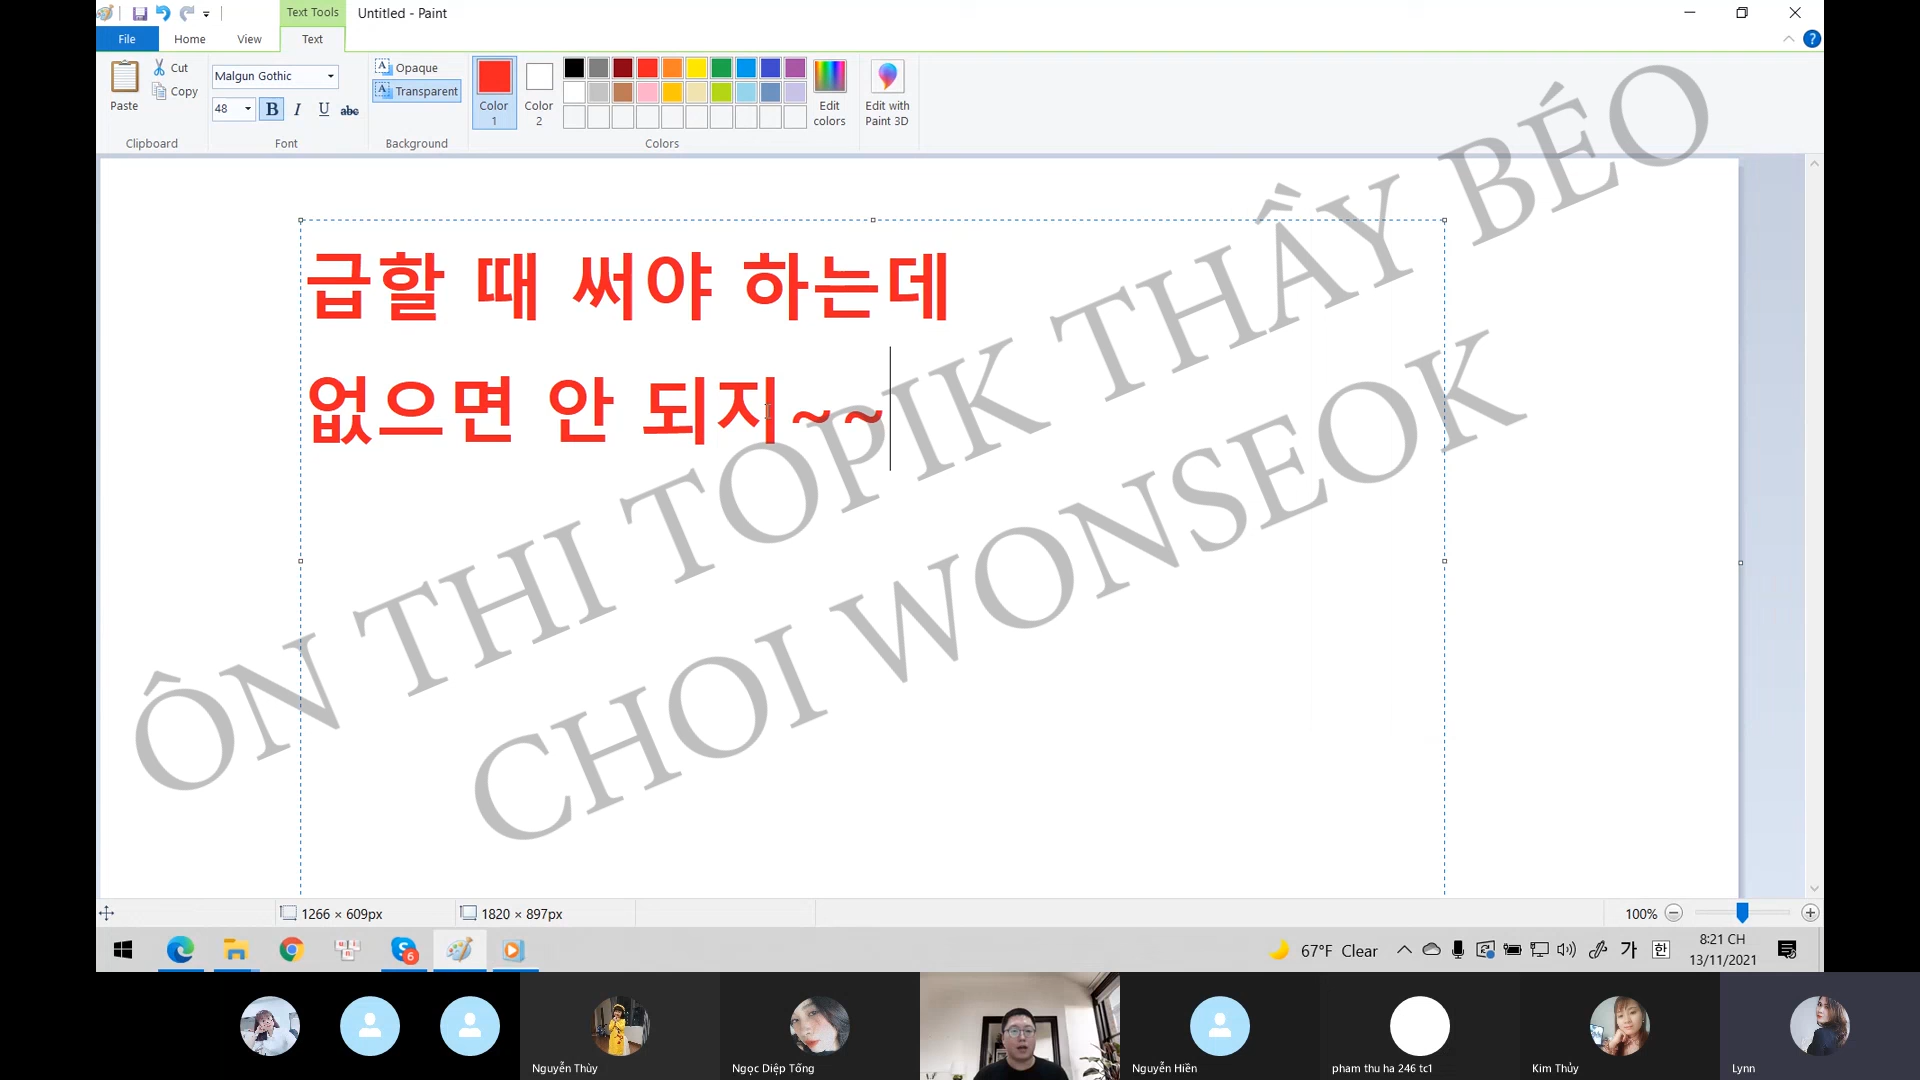 Text Tools
Untitled - Paint
File
Home
View
Text
Paste
Cut
Copy
Clipboard
Malgun Gothic
48
B I U abc
Font
Opaque
Transparent
Background
Color 1
Color 2
Colors
Edit colors
Edit with Paint 3D
급할 때 써야 하는데
없으면 안 되지~~
ÔN THI TOPIK THẦY BÉO
CHOI WONSEOK
1266 × 609px
1820 × 897px
100%
6
67°F Clear
가
한
8:21 CH
13/11/2021
Nguyễn Thùy
Ngọc Diệp Tống
Nguyễn Hiền
pham thu ha 246 tc1
Kim Thủy
Lynn